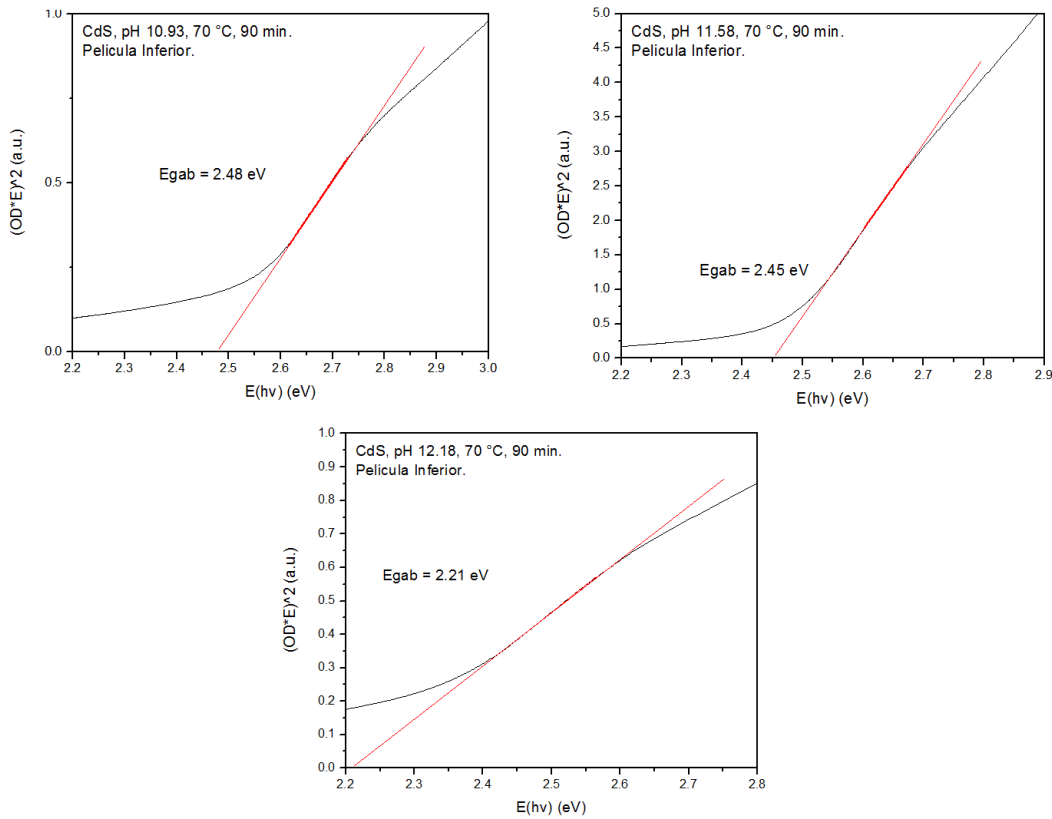 CdS, pH 10.93, 70 °C, 90 min.
Pelicula Inferior.
Egab = 2.48 eV
(OD*E)^2 (a.u.)
1.0
0.5
0.0
2.2 2.3 2.4 2.5 2.6 2.7 2.8 2.9 3.0
E(hv) (eV)
CdS, pH 11.58, 70 °C, 90 min.
Pelicula Inferior.
Egab = 2.45 eV
(OD*E)^2 (a.u.)
5.0
4.5
4.0
3.5
3.0
2.5
2.0
1.5
1.0
0.5
0.0
2.2 2.3 2.4 2.5 2.6 2.7 2.8 2.9
E(hv) (eV)
CdS, pH 12.18, 70 °C, 90 min.
Pelicula Inferior.
Egab = 2.21 eV
(OD*E)^2 (a.u.)
1.0
0.9
0.8
0.7
0.6
0.5
0.4
0.3
0.2
0.1
0.0
2.2 2.3 2.4 2.5 2.6 2.7 2.8
E(hv) (eV)